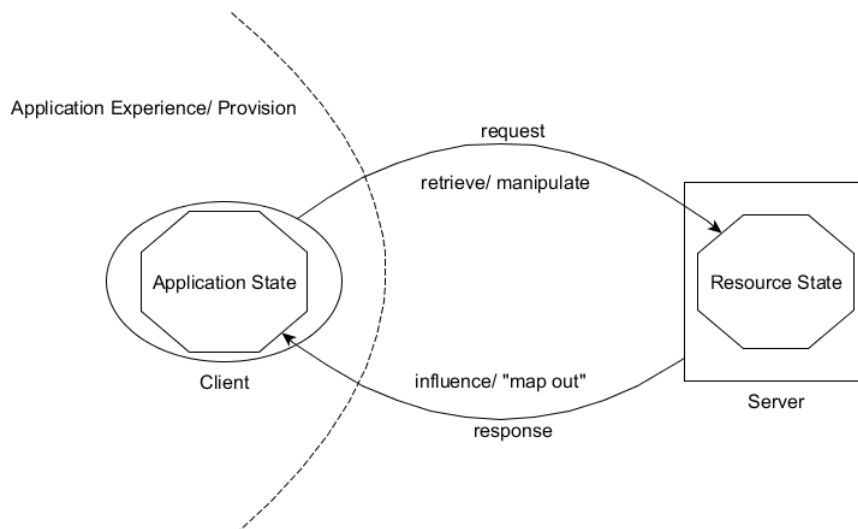 Application Experience/ Provision
request
retrieve/ manipulate
Application State
Resource State
Client
influence/ "map out"
Server
response